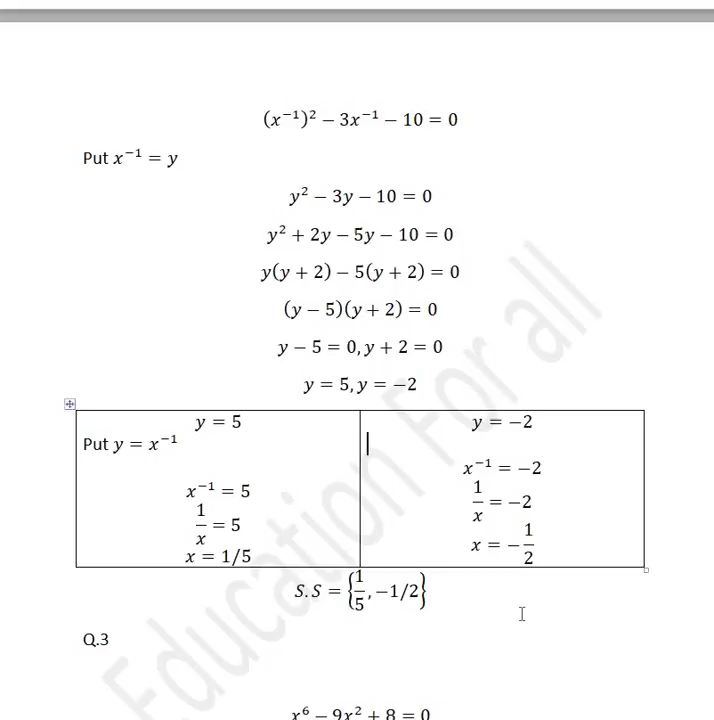 (x⁻¹)² − 3x⁻¹ − 10 = 0
Put x⁻¹ = y
y² − 3y − 10 = 0
y² + 2y − 5y − 10 = 0
y(y + 2) − 5(y + 2) = 0
(y − 5)(y + 2) = 0
y − 5 = 0, y + 2 = 0
y = 5, y = −2
y = 5
Put y = x⁻¹
x⁻¹ = 5
1/x = 5
x = 1/5
y = −2
x⁻¹ = −2
1/x = −2
x = −1/2
S.S = {1/5, −1/2}
Q.3
x⁶ − 9x² + 8 = 0
Education For all